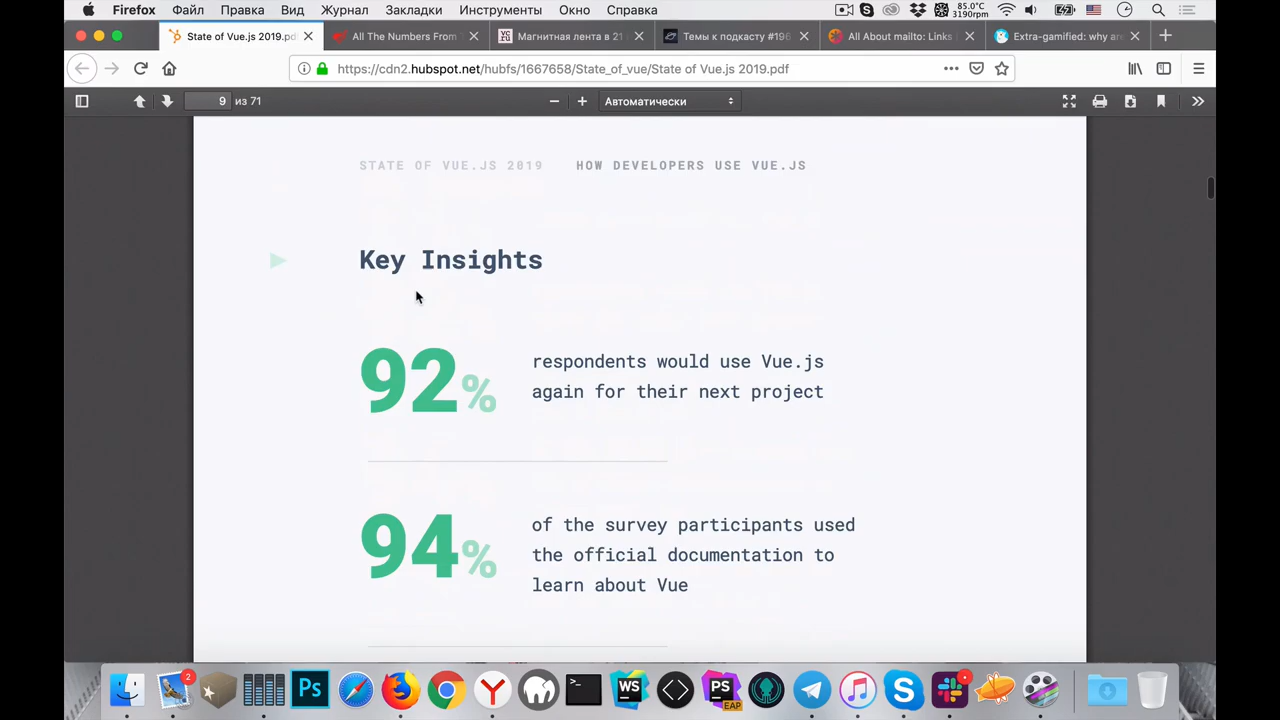 Firefox Файл Правка Вид Журнал Закладки Инструменты Окно Справка 85.0°C 3190rpm
State of Vue.js 2019.pdf All The Numbers From Магнитная лента в 21 Темы к подкасту #196 All About mailto: Links Extra-gamified: why are
https://cdn2.hubspot.net/hubfs/1667658/State_of_vue/State of Vue.js 2019.pdf
9 из 71 Автоматически
STATE OF VUE.JS 2019 HOW DEVELOPERS USE VUE.JS
Key Insights
92% respondents would use Vue.js
again for their next project
94% of the survey participants used
the official documentation to
learn about Vue
2 Ps WS PS EAP